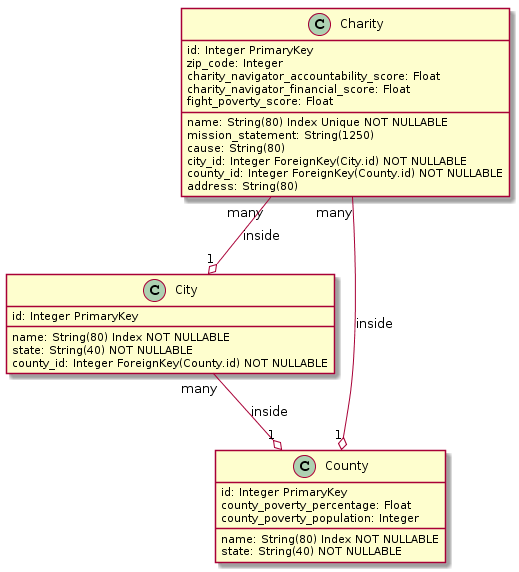 C Charity
id: Integer PrimaryKey
zip_code: Integer
charity_navigator_accountability_score: Float
charity_navigator_financial_score: Float
fight_poverty_score: Float
name: String(80) Index Unique NOT NULLABLE
mission_statement: String(1250)
cause: String(80)
city_id: Integer ForeignKey(City.id) NOT NULLABLE
county_id: Integer ForeignKey(County.id) NOT NULLABLE
address: String(80)
many
many
inside
1
C City
id: Integer PrimaryKey
name: String(80) Index NOT NULLABLE
state: String(40) NOT NULLABLE
county_id: Integer ForeignKey(County.id) NOT NULLABLE
inside
many
inside
1
1
C County
id: Integer PrimaryKey
county_poverty_percentage: Float
county_poverty_population: Integer
name: String(80) Index NOT NULLABLE
state: String(40) NOT NULLABLE